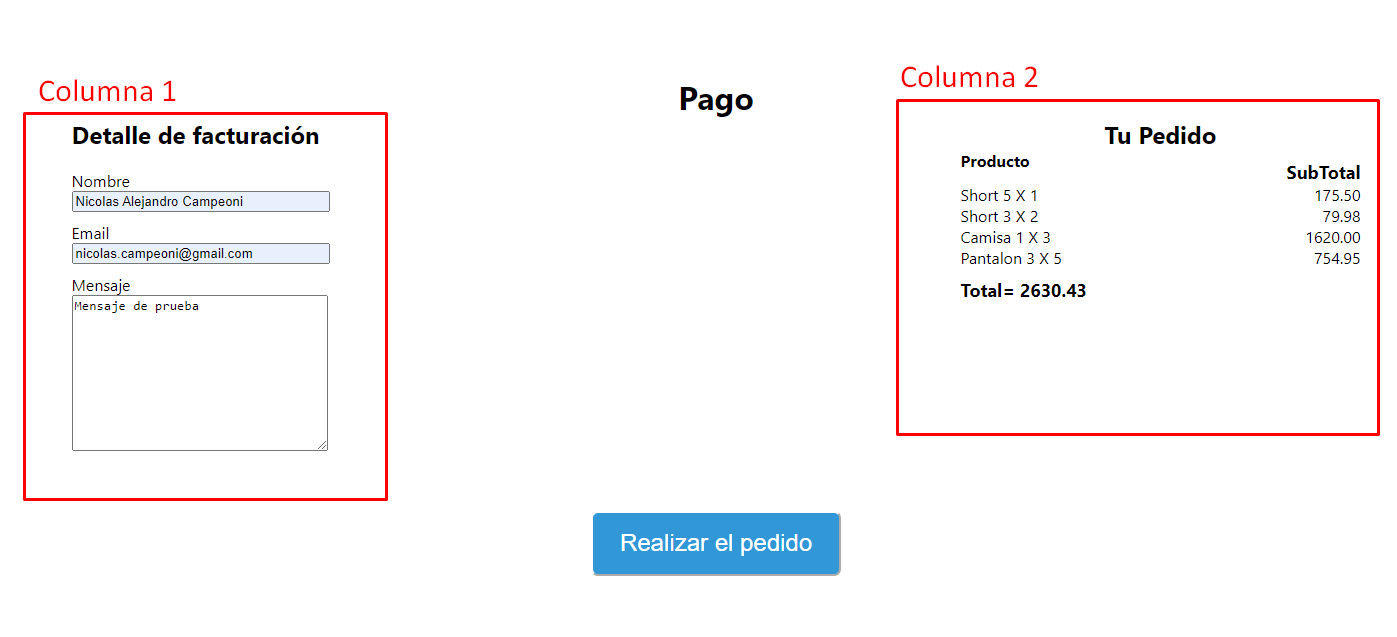 Columna 1
Pago
Columna 2
Detalle de facturación
Nombre
Nicolas Alejandro Campeoni
Email
nicolas.campeoni@gmail.com
Mensaje
Mensaje de prueba
Tu Pedido
Producto SubTotal
Short 5 X 1 175.50
Short 3 X 2 79.98
Camisa 1 X 3 1620.00
Pantalon 3 X 5 754.95
Total= 2630.43
Realizar el pedido